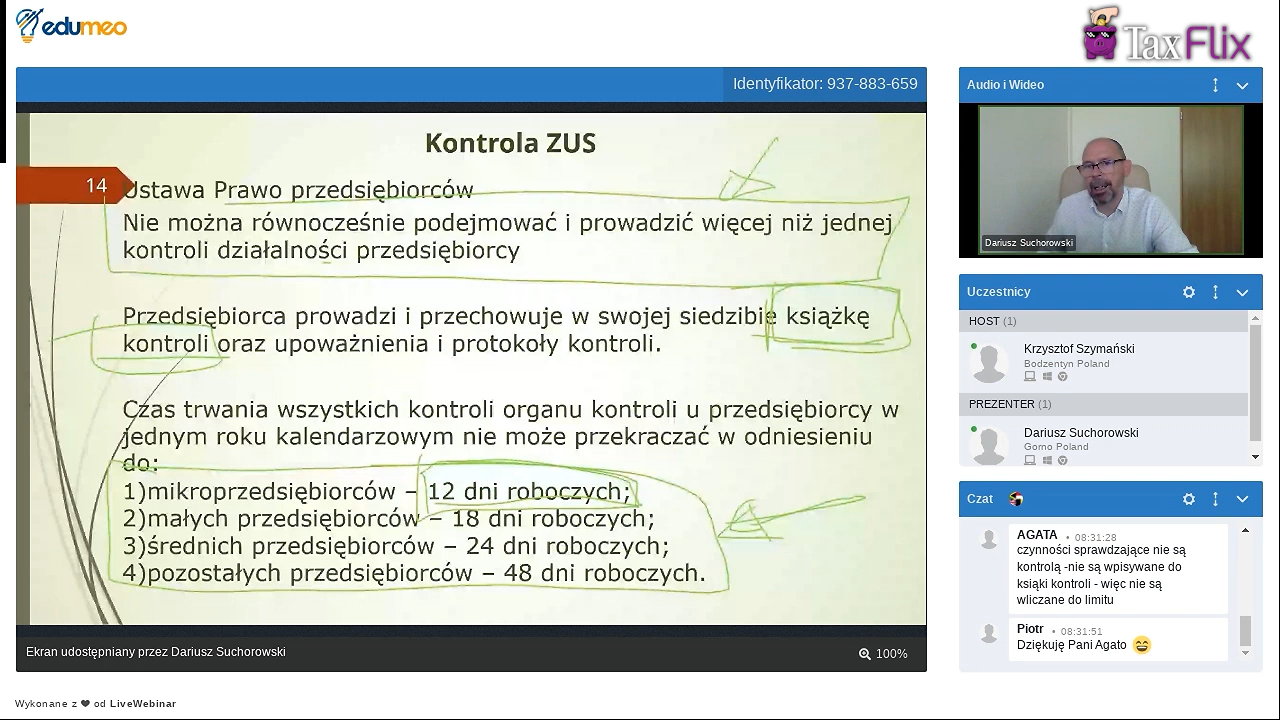 edumeo
TaxFlix
Identyfikator: 937-883-659
Kontrola ZUS
14
Ustawa Prawo przedsiębiorców
Nie można równocześnie podejmować i prowadzić więcej niż jednej
kontroli działalności przedsiębiorcy
Przedsiębiorca prowadzi i przechowuje w swojej siedzibie książkę
kontroli oraz upoważnienia i protokoły kontroli.
Czas trwania wszystkich kontroli organu kontroli u przedsiębiorcy w
jednym roku kalendarzowym nie może przekraczać w odniesieniu
do:
1)mikroprzedsiębiorców – 12 dni roboczych;
2)małych przedsiębiorców – 18 dni roboczych;
3)średnich przedsiębiorców – 24 dni roboczych;
4)pozostałych przedsiębiorców – 48 dni roboczych.
Ekran udostępniany przez Dariusz Suchorowski
100%
Audio i Wideo
Dariusz Suchorowski
Uczestnicy
HOST (1)
Krzysztof Szymański
Bodzentyn Poland
PREZENTER (1)
Dariusz Suchorowski
Gorno Poland
Czat
AGATA • 08:31:28
czynności sprawdzające nie są
kontrolą -nie są wpisywane do
ksiąki kontroli - więc nie są
wliczane do limitu
Piotr • 08:31:51
Dziękuję Pani Agato 😄
Wykonane z ❤ od LiveWebinar